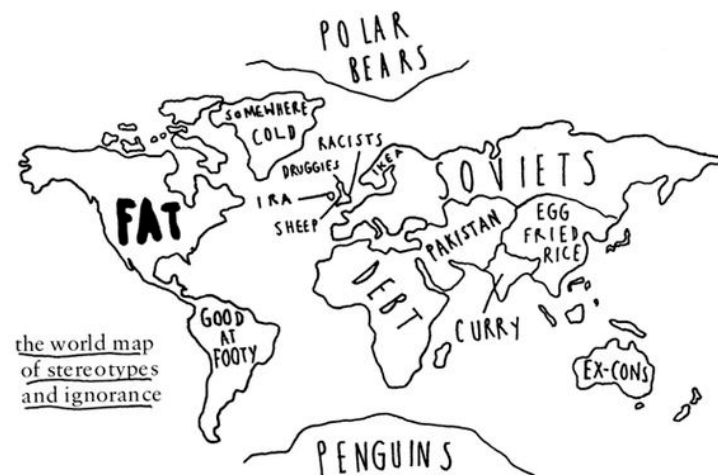 POLAR
BEARS
SOMEWHERE
COLD
RACISTS
DRUGGIES
IKEA
SOVIETS
IRA
SHEEP
FAT
PAKISTAN
EGG
FRIED
RICE
DEBT
CURRY
GOOD
AT
FOOTY
the world map
of stereotypes
and ignorance
EX-CONS
PENGUINS